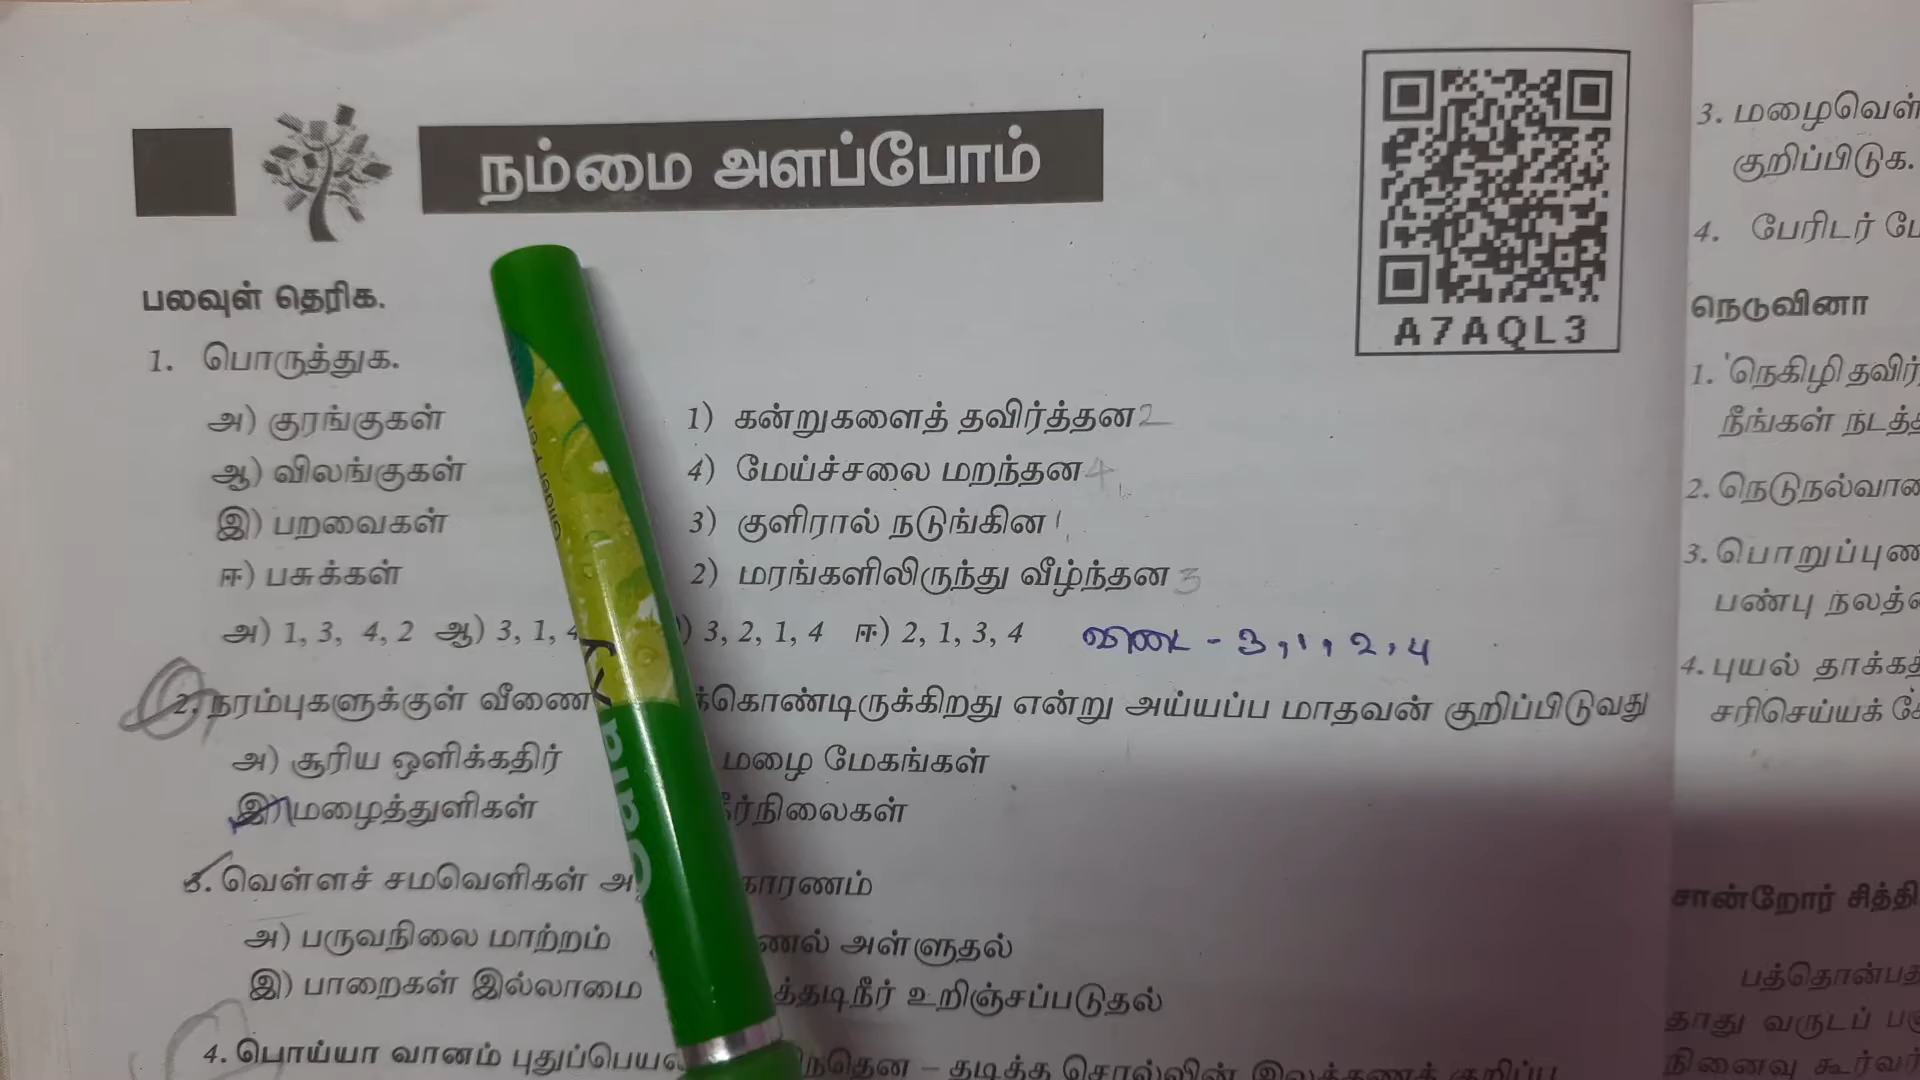 நம்மை அளப்போம்
A7AQL3
பலவுள் தெரிக.
1. பொருத்துக.
அ) குரங்குகள் 1) கன்றுகளைத் தவிர்த்தன 2
ஆ) விலங்குகள் 4) மேய்ச்சலை மறந்தன 4
இ) பறவைகள் 3) குளிரால் நடுங்கின 1
ஈ) பசுக்கள் 2) மரங்களிலிருந்து வீழ்ந்தன 3
அ) 1, 3, 4, 2 ஆ) 3, 1, 4 3, 2, 1, 4 ஈ) 2, 1, 3, 4 விடை - 3, 1, 2, 4
2. நரம்புகளுக்குள் வீணை க்கொண்டிருக்கிறது என்று அய்யப்ப மாதவன் குறிப்பிடுவது
அ) சூரிய ஒளிக்கதிர் மழை மேகங்கள்
இ) மழைத்துளிகள் நீர்நிலைகள்
3. வெள்ளச் சமவெளிகள் காரணம்
அ) பருவநிலை மாற்றம் மணல் அள்ளுதல்
இ) பாறைகள் இல்லாமை த்தடிநீர் உறிஞ்சப்படுதல்
4. பொய்யா வானம் புதுப்பெயல் ந்தென – தடித்த சொல்லின் இலக்கணக் குறிப்பு
3. மழைவெள்
குறிப்பிடுக.
4. பேரிடர் மே
நெடுவினா
1. 'நெகிழி தவிர்
நீங்கள் நடத்த
2. நெடுநல்வா
3. பொறுப்புண
பண்பு நலத்
4. புயல் தாக்க
சரிசெய்யக்
சான்றோர் சித்தி
பத்தொன்ப
தாது வருடப்
நினைவு கூர்வர்